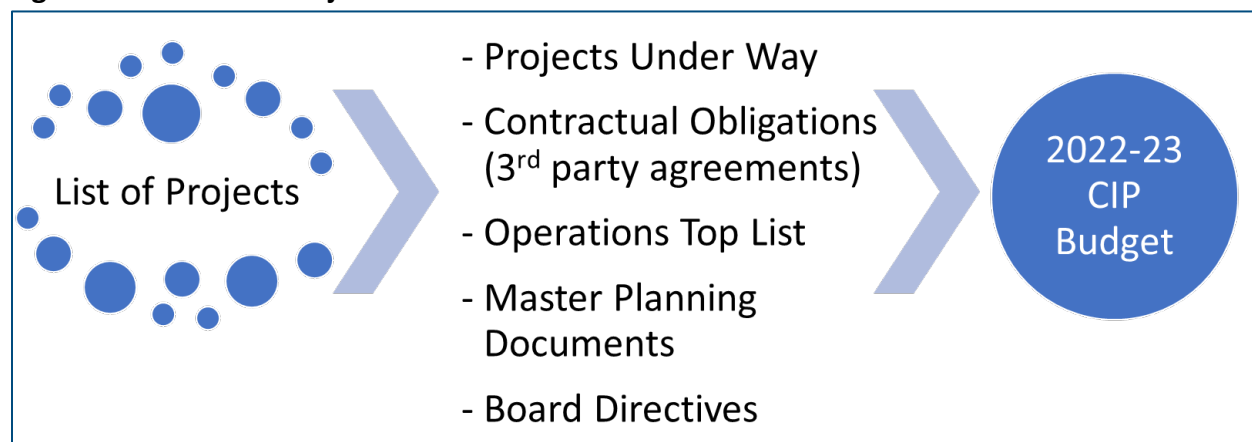 List of Projects
- Projects Under Way
- Contractual Obligations
(3rd party agreements)
- Operations Top List
- Master Planning
Documents
- Board Directives
2022-23
CIP
Budget